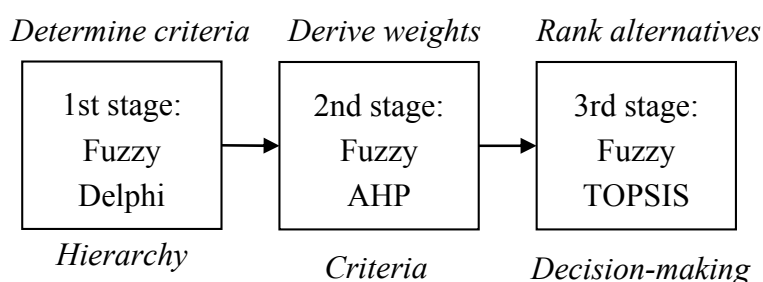 Determine criteria
Derive weights
Rank alternatives
1st stage:
Fuzzy
Delphi
2nd stage:
Fuzzy
AHP
3rd stage:
Fuzzy
TOPSIS
Hierarchy
Criteria
Decision-making